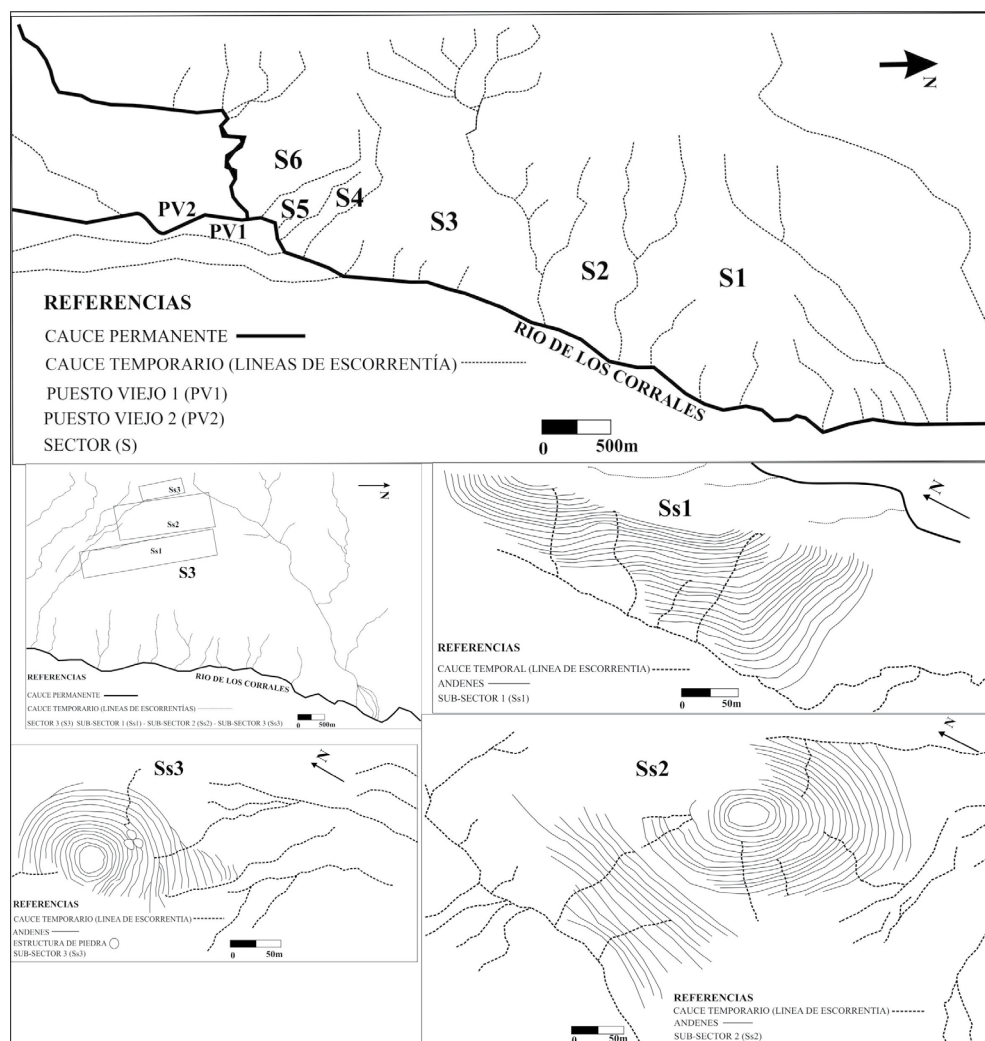 N
S6
S4
S5
PV2
PV1
S3
S2
S1
REFERENCIAS
CAUCE PERMANENTE
CAUCE TEMPORARIO (LINEAS DE ESCORRENTÍA)
PUESTO VIEJO 1 (PV1)
PUESTO VIEJO 2 (PV2)
SECTOR (S)
RIO DE LOS CORRALES
0 500m
Ss3
N
Ss2
Ss1
S3
REFERENCIAS
RIO DE LOS CORRALES
CAUCE PERMANENTE
CAUCE TEMPORARIO (LINEAS DE ESCORRENTÍAS)
0 500m
SECTOR 3 (S3) SUB-SECTOR 1 (Ss1) - SUB-SECTOR 2 (Ss2) - SUB-SECTOR 3 (Ss3)
Ss1
N
REFERENCIAS
CAUCE TEMPORAL (LINEA DE ESCORRENTIA)
ANDENES
SUB-SECTOR 1 (Ss1)
0 50m
Ss3
N
REFERENCIAS
CAUCE TEMPORARIO (LINEA DE ESCORRENTIA)
ANDENES
ESTRUCTURA DE PIEDRA
SUB-SECTOR 3 (Ss3)
0 50m
Ss2
N
REFERENCIAS
CAUCE TEMPORARIO (LINEA DE ESCORRENTIA)
ANDENES
SUB-SECTOR 2 (Ss2)
0 50m